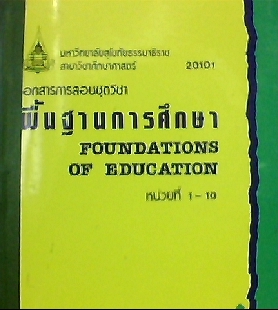 มหาวิทยาลัยสุโขทัยธรรมาธิราช
สาขาวิชาศึกษาศาสตร์ 20101
เอกสารการสอนชุดวิชา
พื้นฐานการศึกษา
FOUNDATIONS
OF EDUCATION
หน่วยที่ 1-10